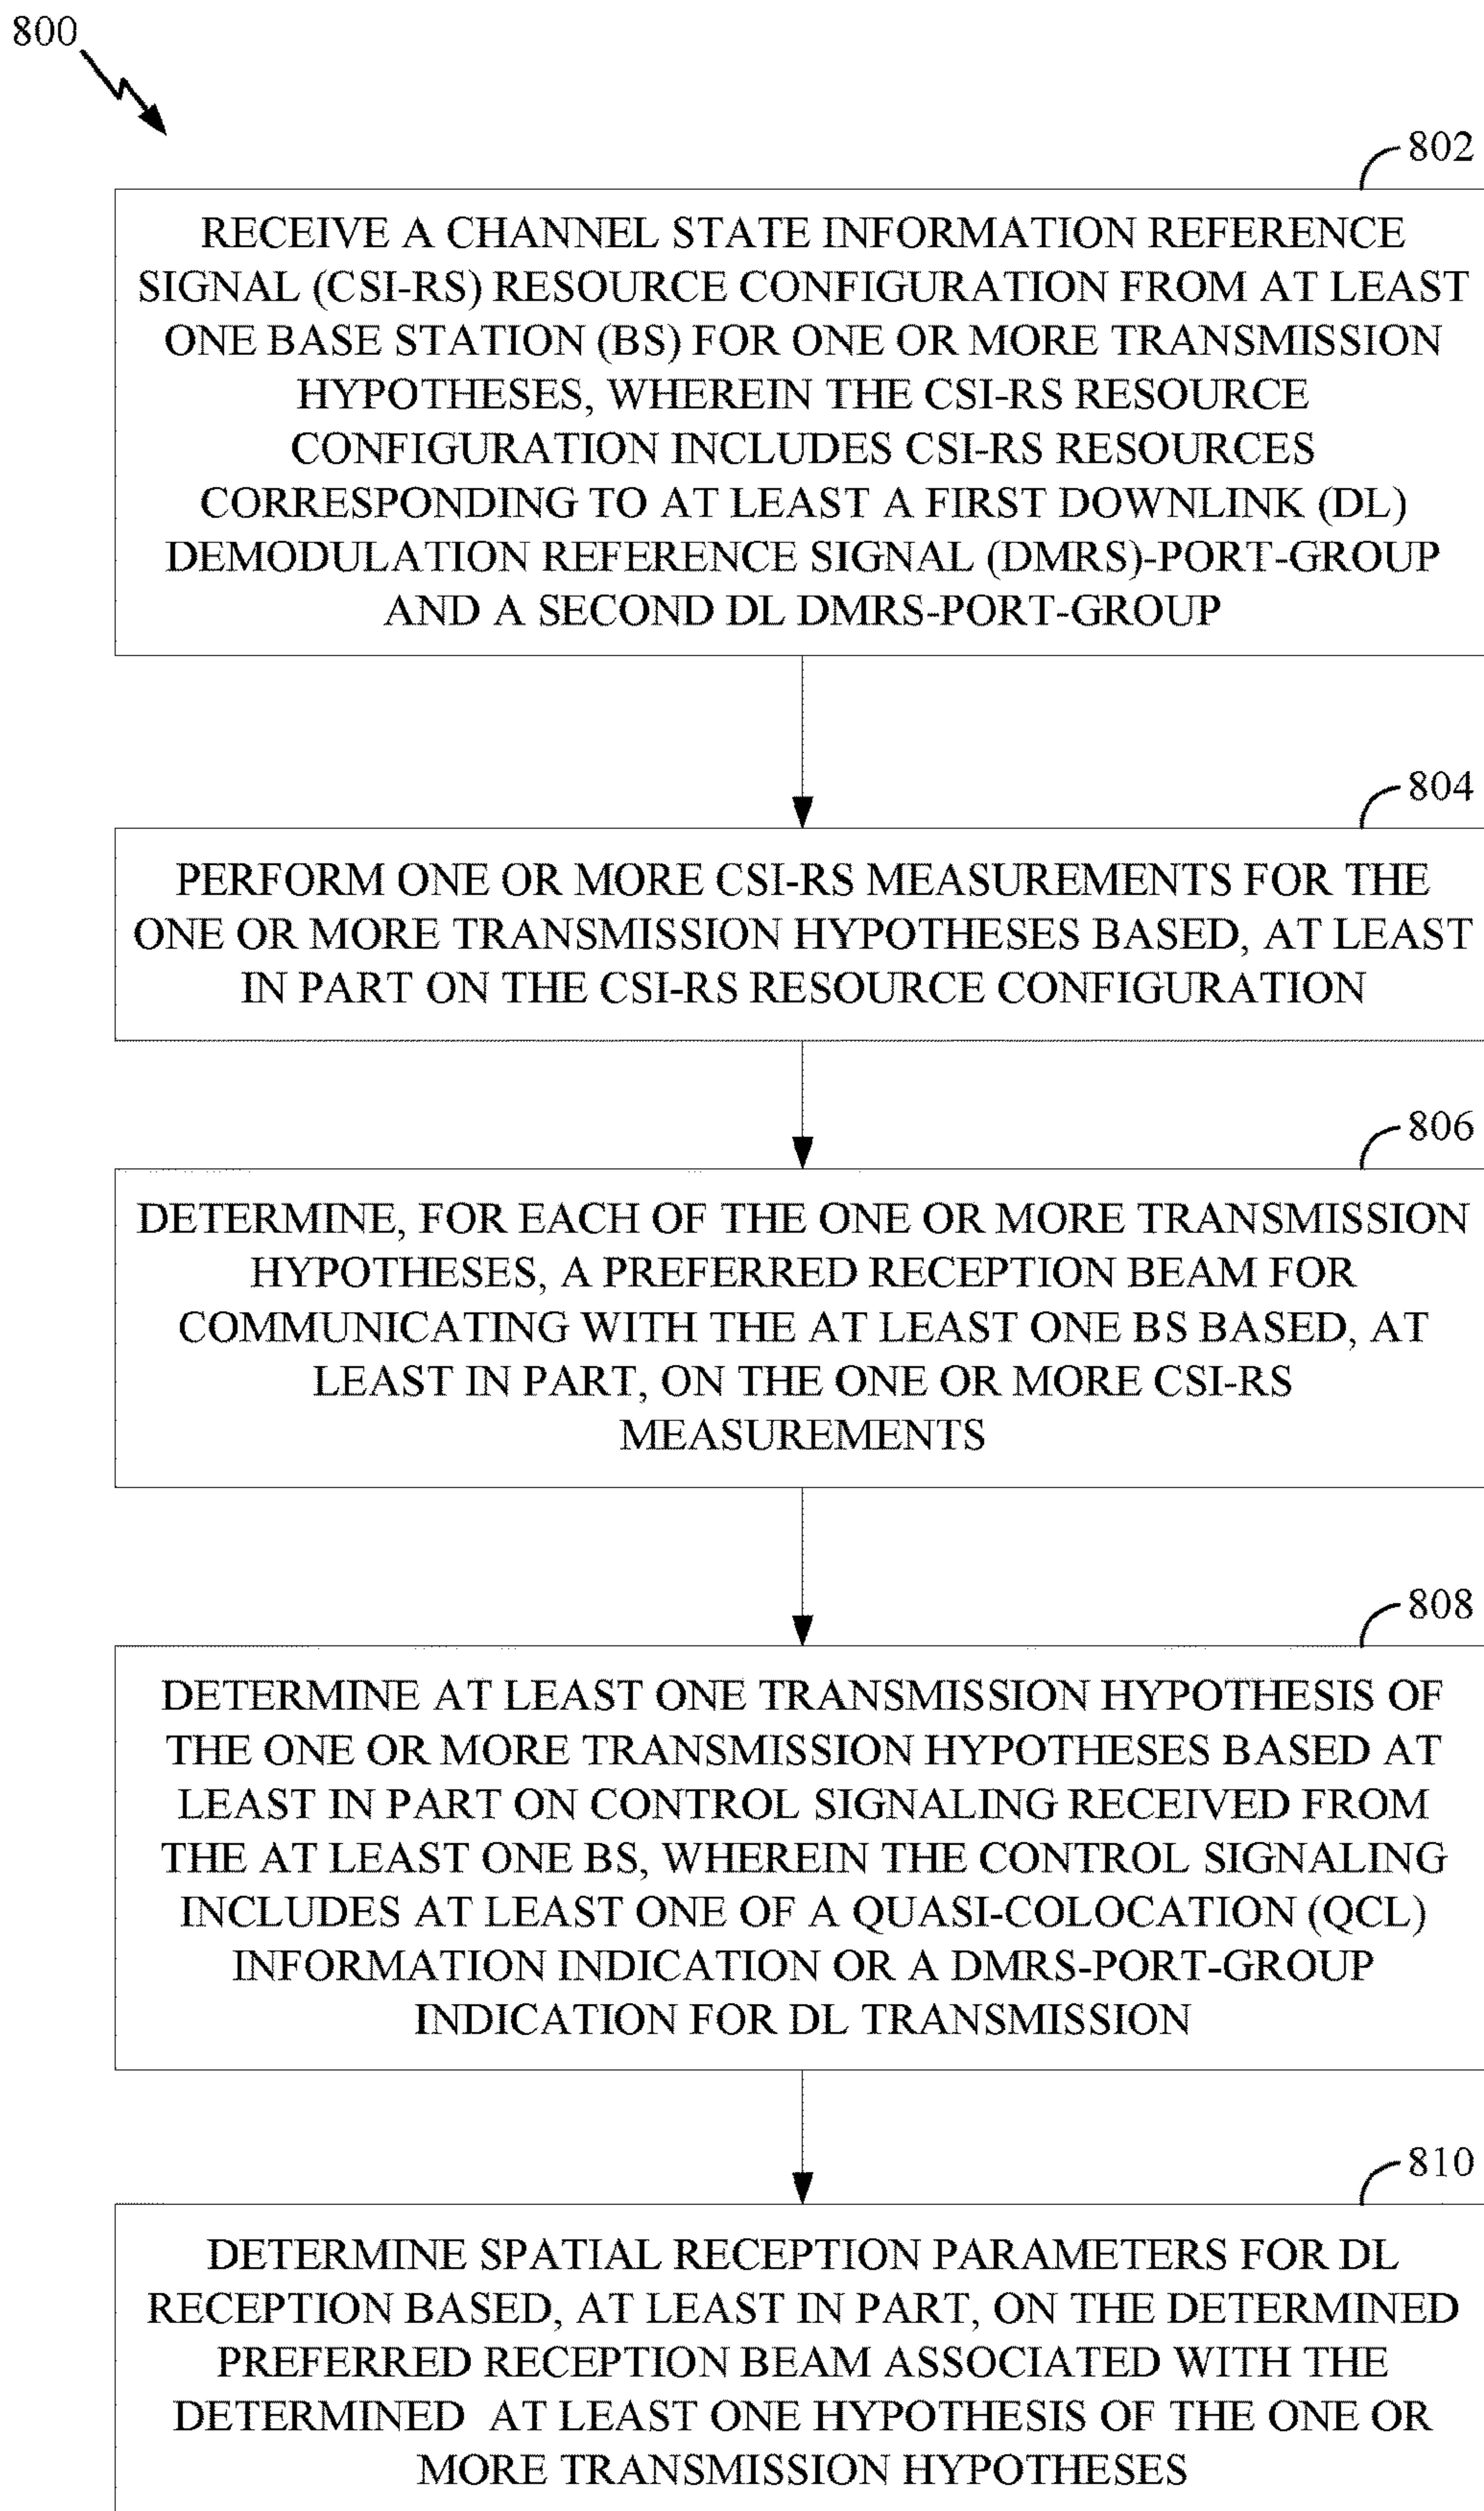 800
802
RECEIVE A CHANNEL STATE INFORMATION REFERENCE
SIGNAL (CSI-RS) RESOURCE CONFIGURATION FROM AT LEAST
ONE BASE STATION (BS) FOR ONE OR MORE TRANSMISSION
HYPOTHESES, WHEREIN THE CSI-RS RESOURCE
CONFIGURATION INCLUDES CSI-RS RESOURCES
CORRESPONDING TO AT LEAST A FIRST DOWNLINK (DL)
DEMODULATION REFERENCE SIGNAL (DMRS)-PORT-GROUP
AND A SECOND DL DMRS-PORT-GROUP
804
PERFORM ONE OR MORE CSI-RS MEASUREMENTS FOR THE
ONE OR MORE TRANSMISSION HYPOTHESES BASED, AT LEAST
IN PART ON THE CSI-RS RESOURCE CONFIGURATION
806
DETERMINE, FOR EACH OF THE ONE OR MORE TRANSMISSION
HYPOTHESES, A PREFERRED RECEPTION BEAM FOR
COMMUNICATING WITH THE AT LEAST ONE BS BASED, AT
LEAST IN PART, ON THE ONE OR MORE CSI-RS
MEASUREMENTS
808
DETERMINE AT LEAST ONE TRANSMISSION HYPOTHESIS OF
THE ONE OR MORE TRANSMISSION HYPOTHESES BASED AT
LEAST IN PART ON CONTROL SIGNALING RECEIVED FROM
THE AT LEAST ONE BS, WHEREIN THE CONTROL SIGNALING
INCLUDES AT LEAST ONE OF A QUASI-COLOCATION (QCL)
INFORMATION INDICATION OR A DMRS-PORT-GROUP
INDICATION FOR DL TRANSMISSION
810
DETERMINE SPATIAL RECEPTION PARAMETERS FOR DL
RECEPTION BASED, AT LEAST IN PART, ON THE DETERMINED
PREFERRED RECEPTION BEAM ASSOCIATED WITH THE
DETERMINED AT LEAST ONE HYPOTHESIS OF THE ONE OR
MORE TRANSMISSION HYPOTHESES